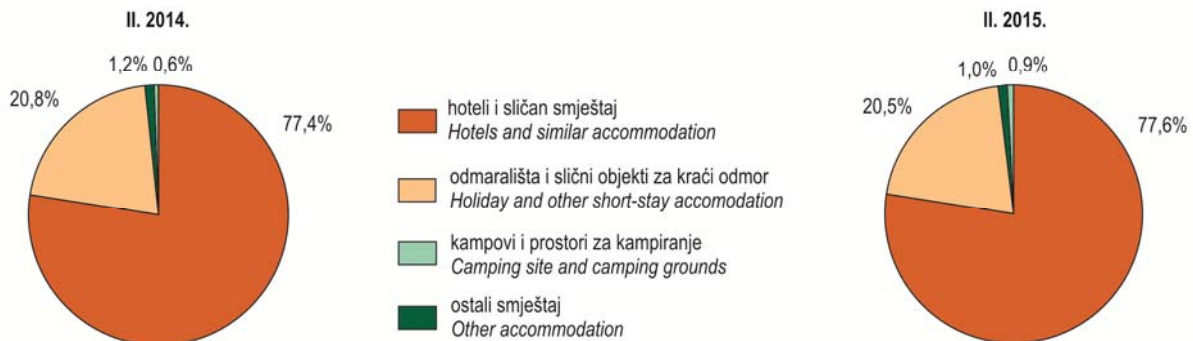 II. 2014.
1,2%
0,6%
20,8%
77,4%
hoteli i sličan smještaj
Hotels and similar accommodation
odmarališta i slični objekti za kraći odmor
Holiday and other short-stay accomodation
kampovi i prostori za kampiranje
Camping site and camping grounds
ostali smještaj
Other accommodation
II. 2015.
1,0%
0,9%
20,5%
77,6%